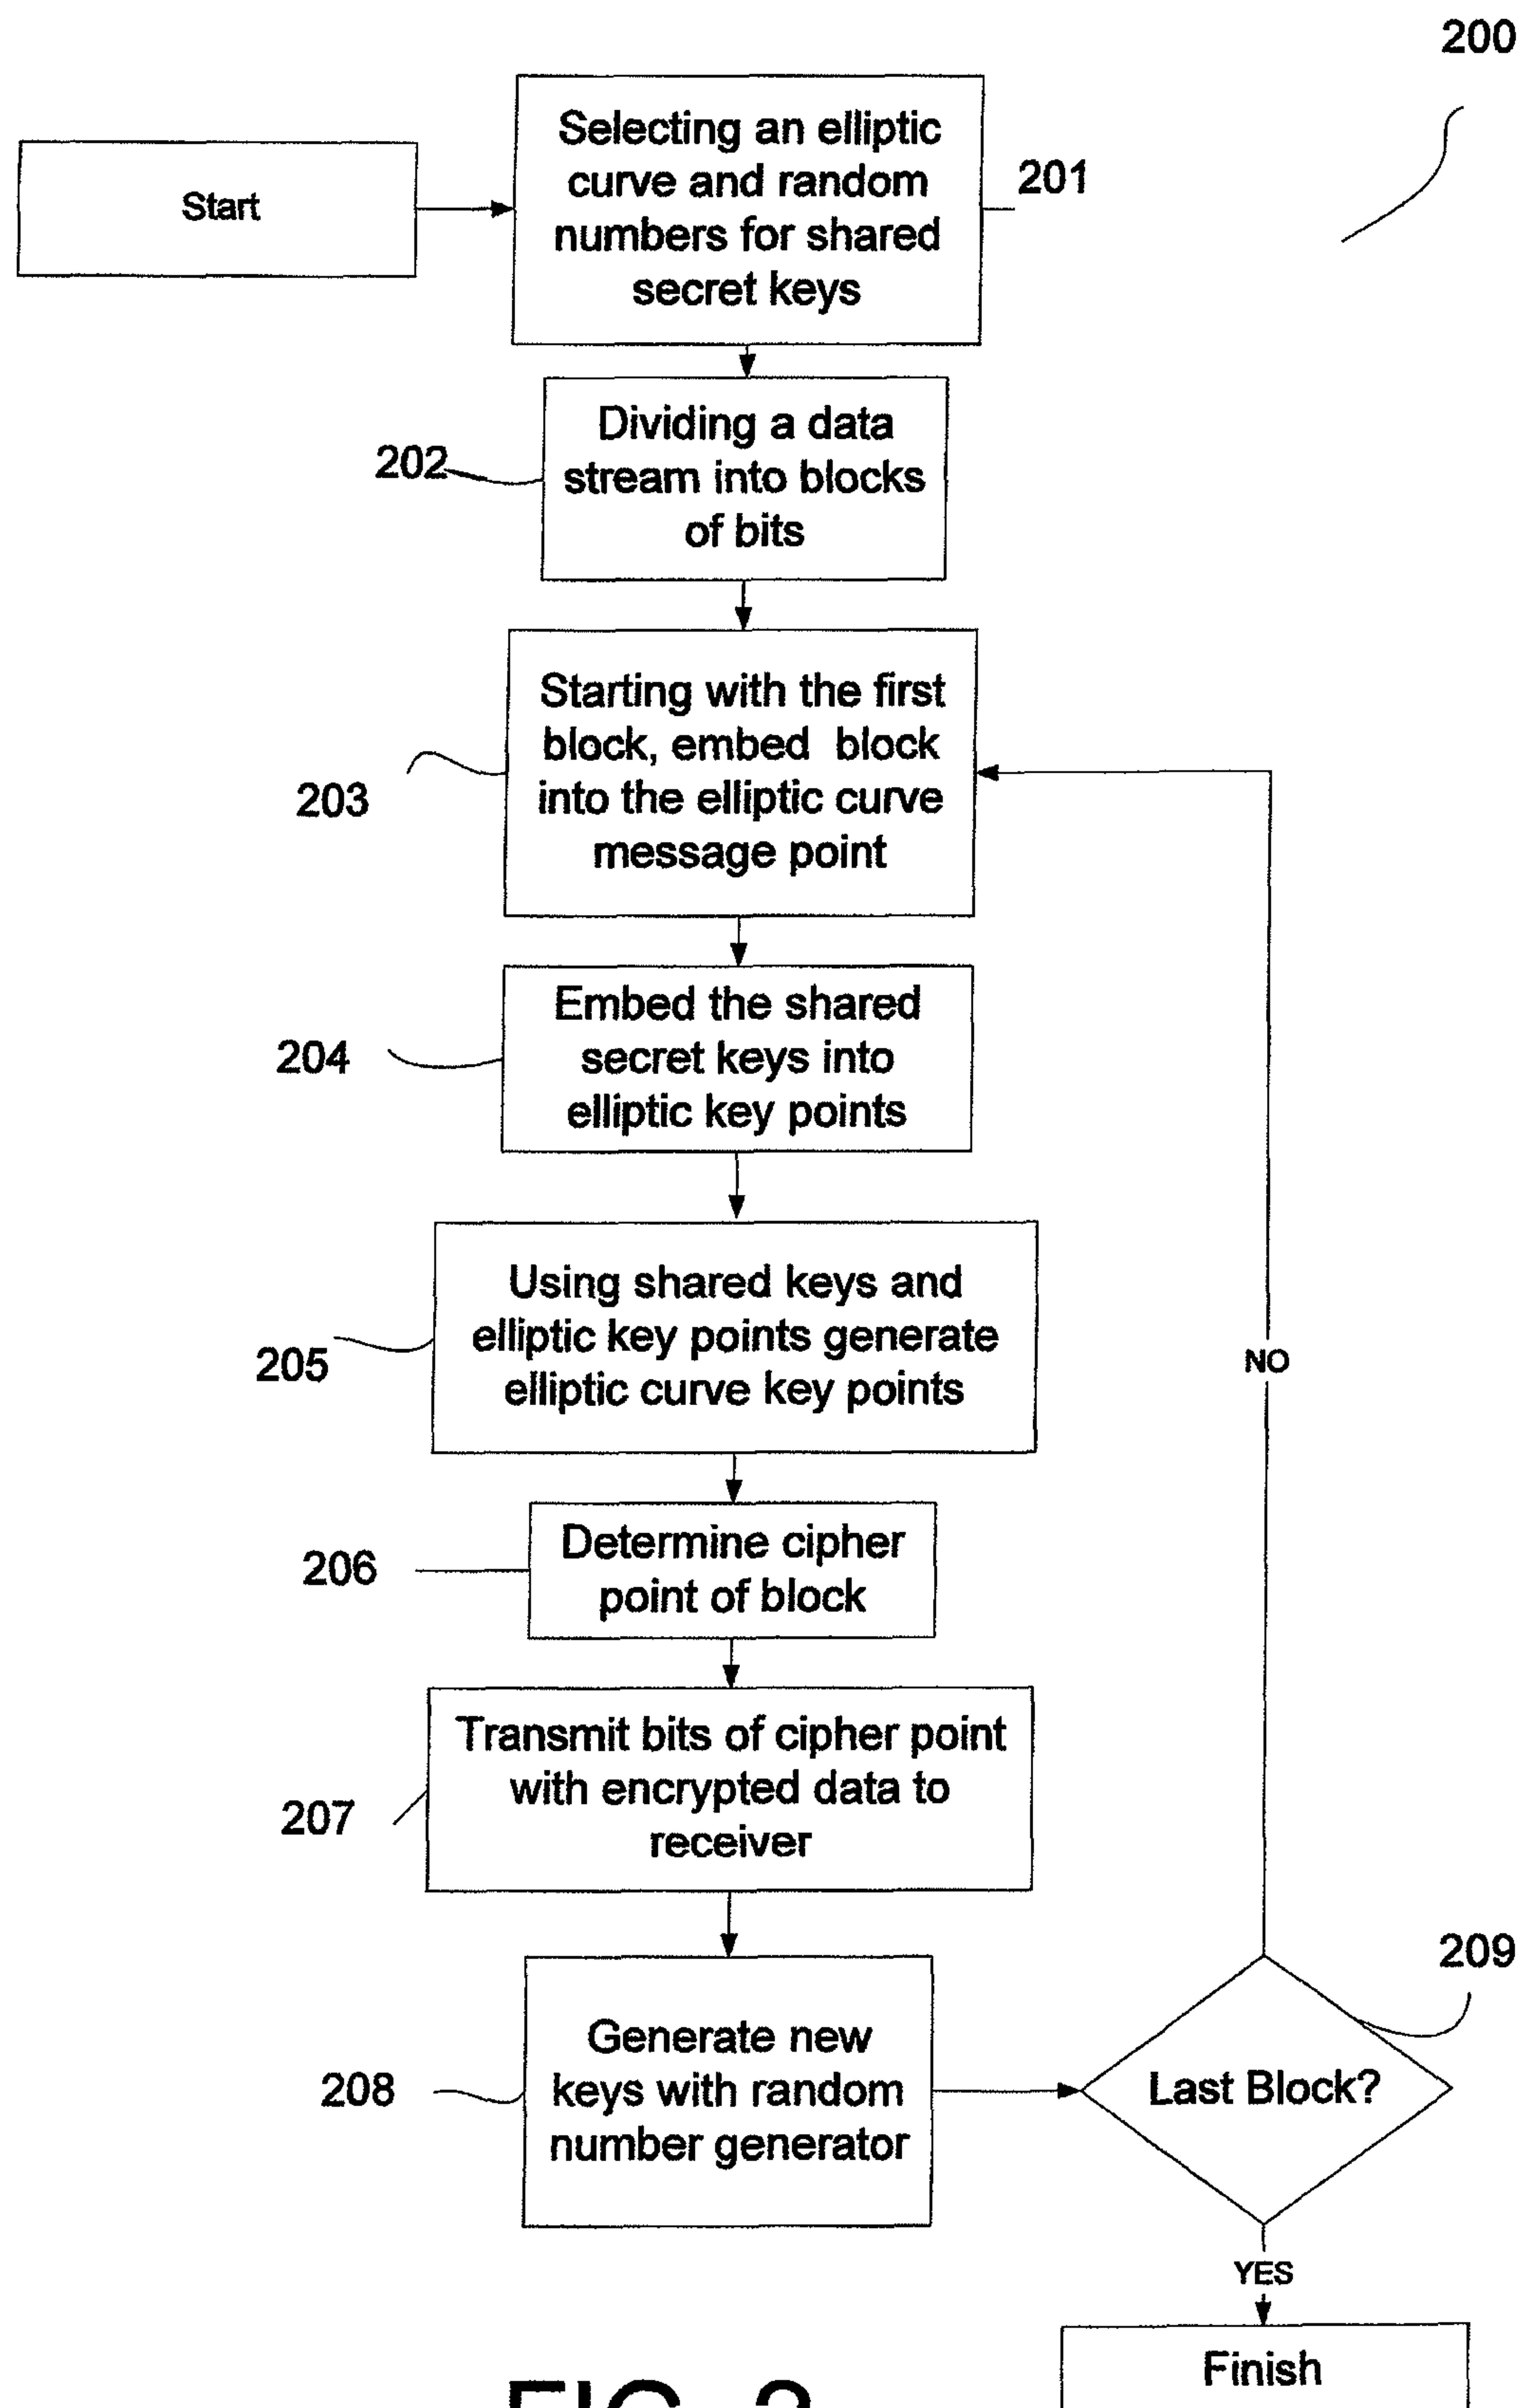 200
Start
Selecting an elliptic
curve and random
numbers for shared
secret keys
201
Dividing a data
stream into blocks
of bits
202
Starting with the first
block, embed block
into the elliptic curve
message point
203
Embed the shared
secret keys into
elliptic key points
204
Using shared keys and
elliptic key points generate
elliptic curve key points
205
NO
Determine cipher
point of block
206
Transmit bits of cipher point
with encrypted data to
receiver
207
Generate new
keys with random
number generator
208
209
Last Block?
YES
Finish